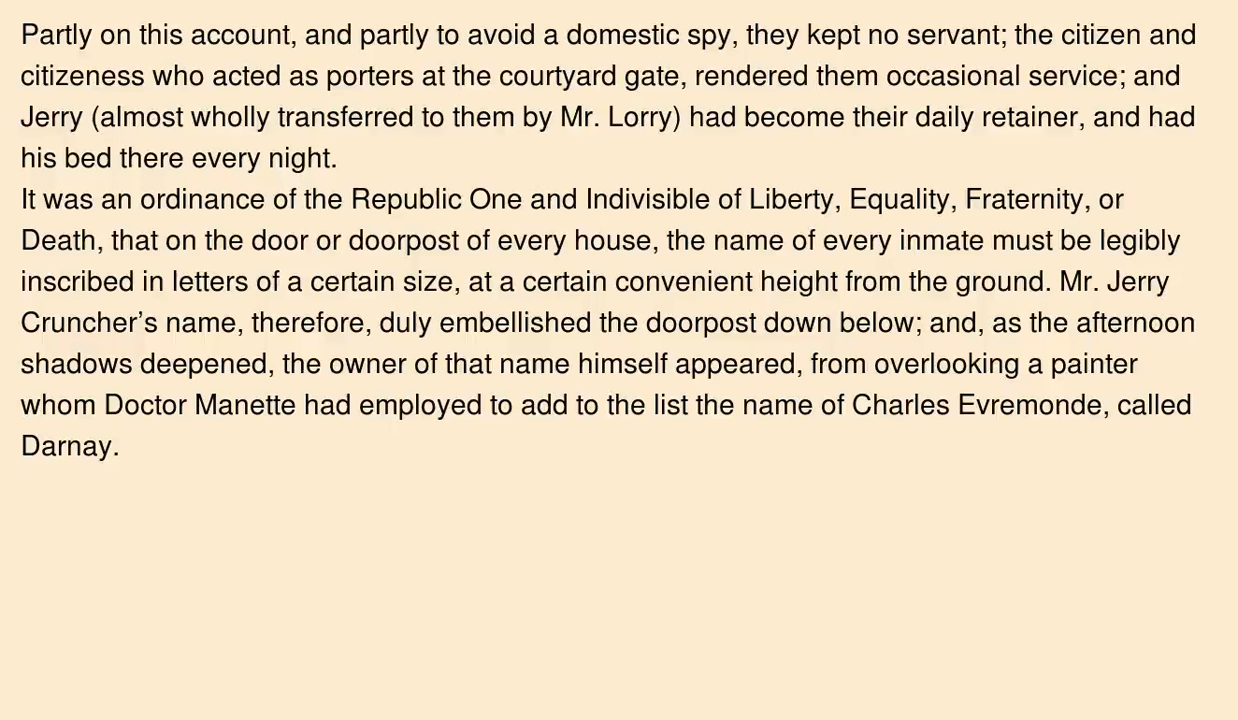 Partly on this account, and partly to avoid a domestic spy, they kept no servant; the citizen and
citizeness who acted as porters at the courtyard gate, rendered them occasional service; and
Jerry (almost wholly transferred to them by Mr. Lorry) had become their daily retainer, and had
his bed there every night.
It was an ordinance of the Republic One and Indivisible of Liberty, Equality, Fraternity, or
Death, that on the door or doorpost of every house, the name of every inmate must be legibly
inscribed in letters of a certain size, at a certain convenient height from the ground. Mr. Jerry
Cruncher’s name, therefore, duly embellished the doorpost down below; and, as the afternoon
shadows deepened, the owner of that name himself appeared, from overlooking a painter
whom Doctor Manette had employed to add to the list the name of Charles Evremonde, called
Darnay.